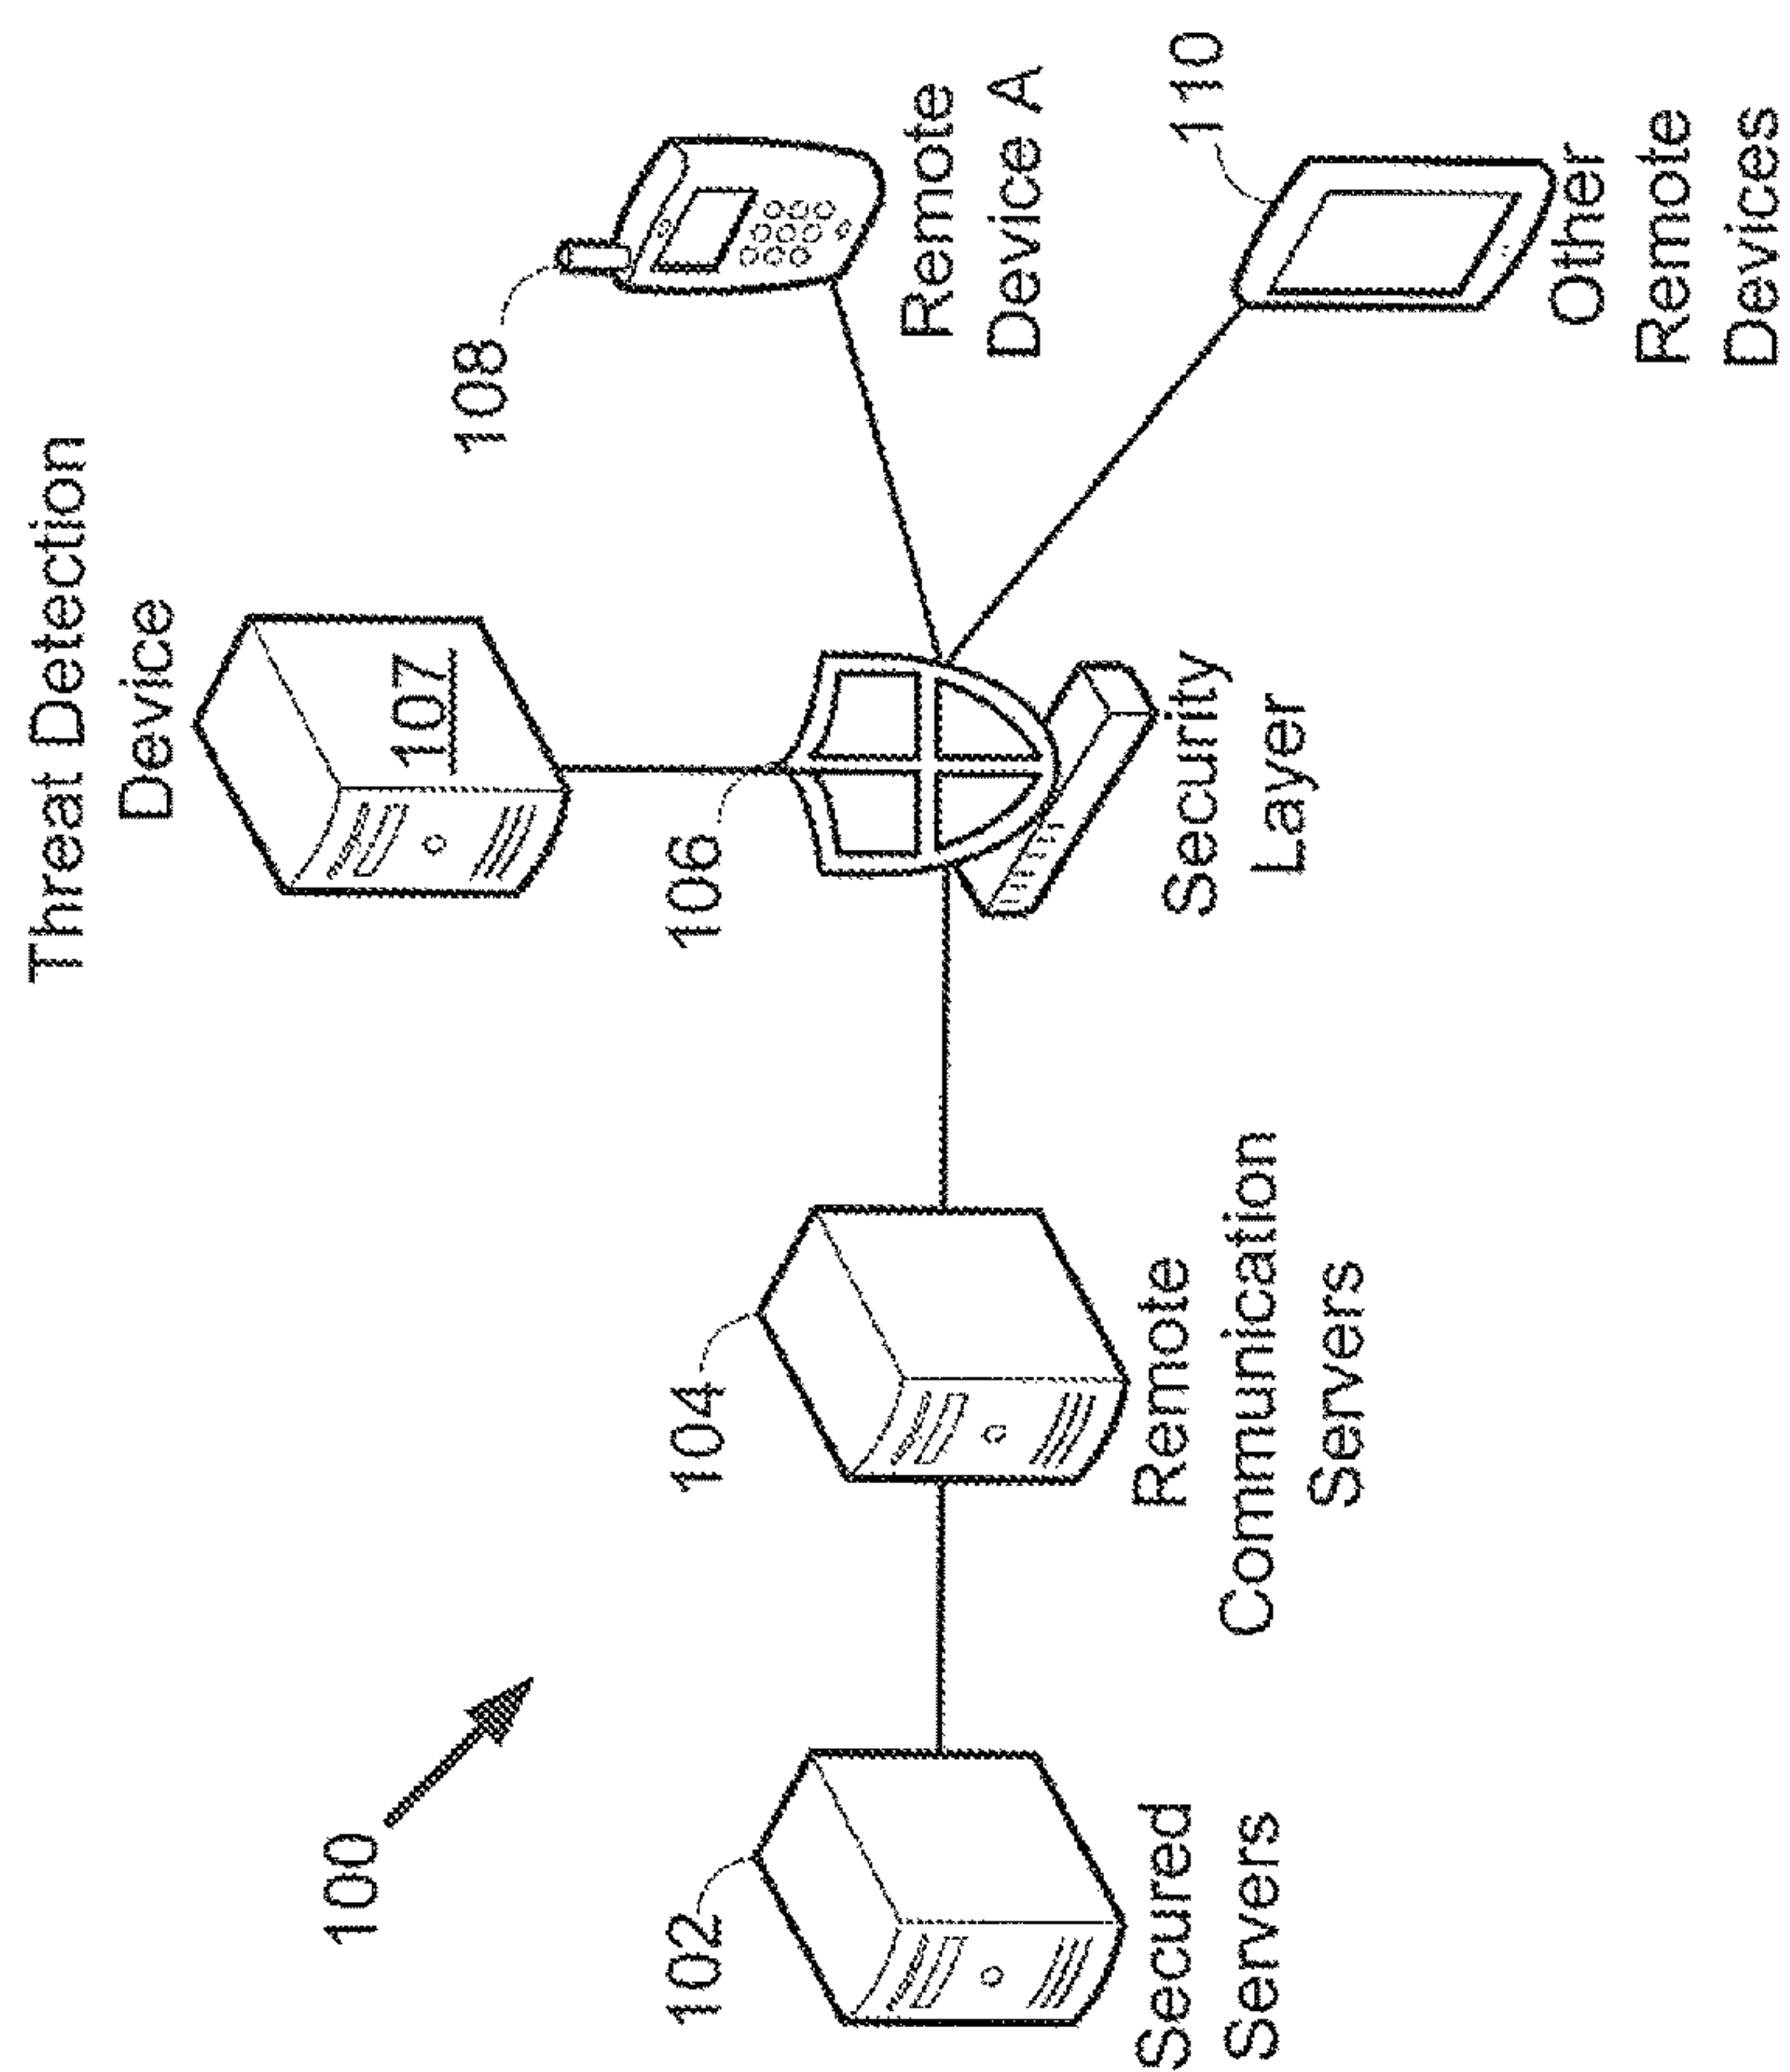 100
Threat Detection
Device
107
102
104
106
108
110
Secured
Servers
Remote
Communication
Servers
Security
Layer
Remote
Device A
Other
Remote
Devices